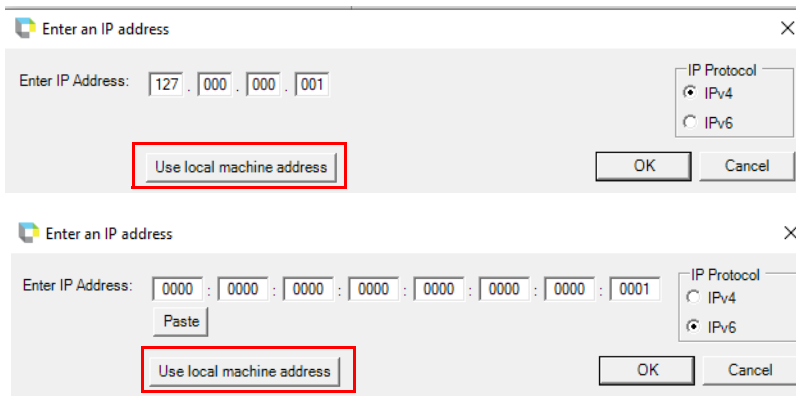 Enter an IP address
Enter IP Address: 127 . 000 . 000 . 001
IP Protocol
IPv4
IPv6
Use local machine address
OK Cancel
Enter an IP address
Enter IP Address: 0000 : 0000 : 0000 : 0000 : 0000 : 0000 : 0000 : 0001
IP Protocol
IPv4
Paste
IPv6
Use local machine address
OK Cancel